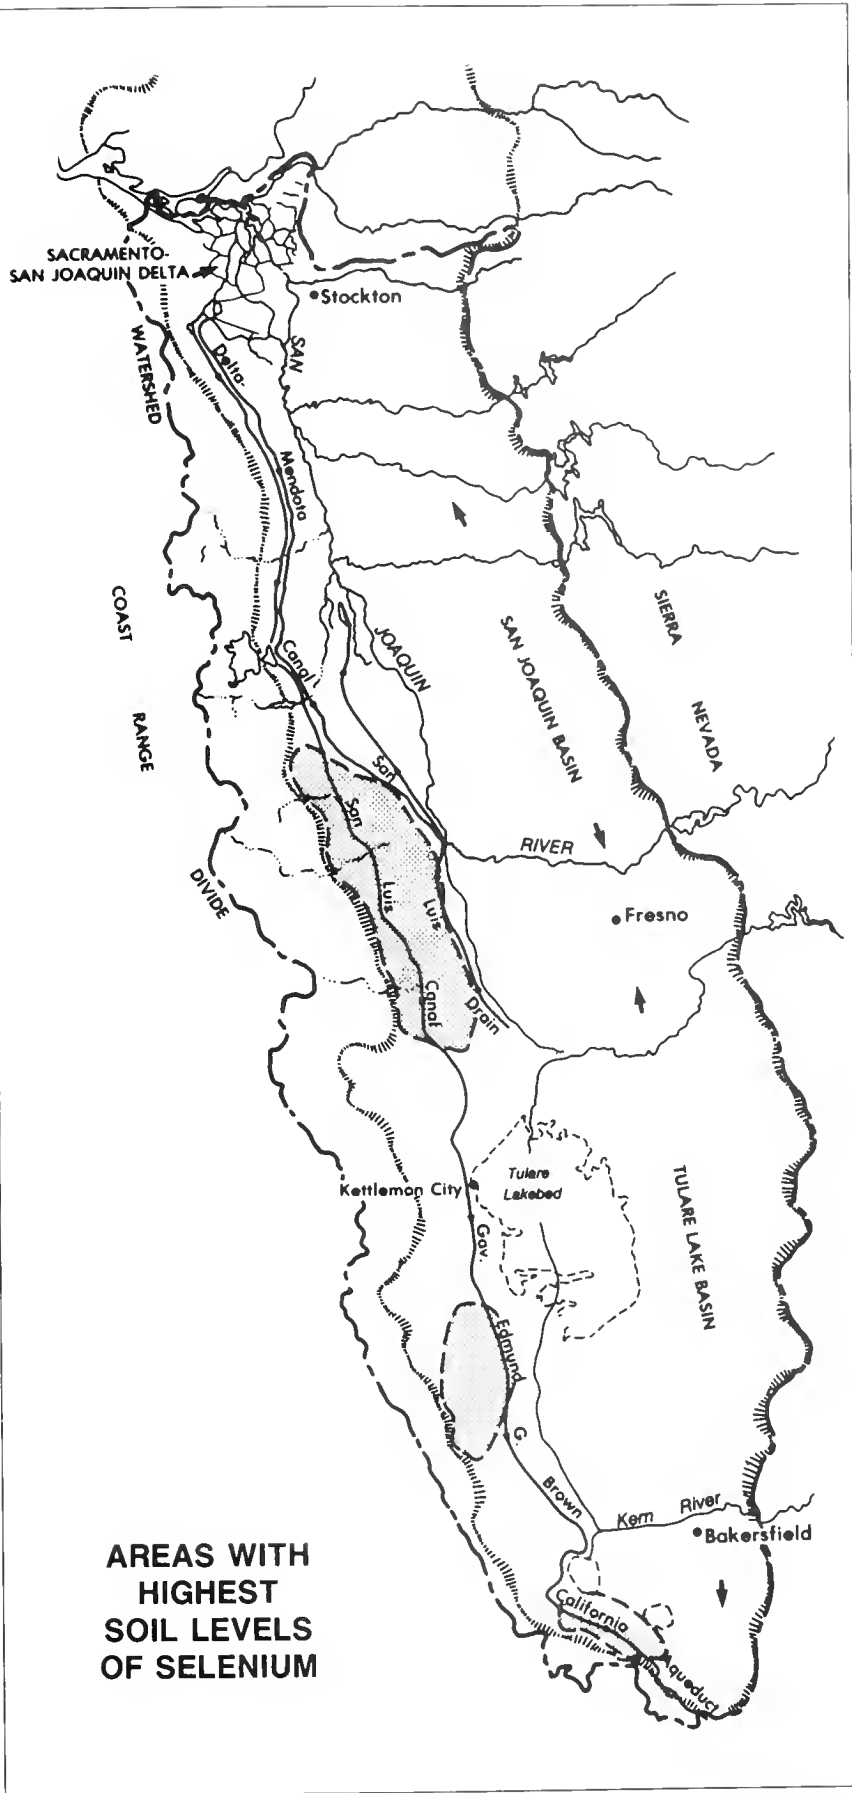 SACRAMENTO-
SAN JOAQUIN DELTA
Stockton
WATERSHED
Delta-
SAN
Mendota
COAST
RANGE
JOAQUIN
SAN JOAQUIN BASIN
SIERRA
NEVADA
Canal
San
San
RIVER
DIVIDE
Luis
Luis
Fresno
Canal
Drain
Tulare
Lakebed
Kettlemen City
TULARE LAKE BASIN
Gav.
Edmund
G.
Brown
Kern River
Bakersfield
California
Aqueduct
AREAS WITH
HIGHEST
SOIL LEVELS
OF SELENIUM